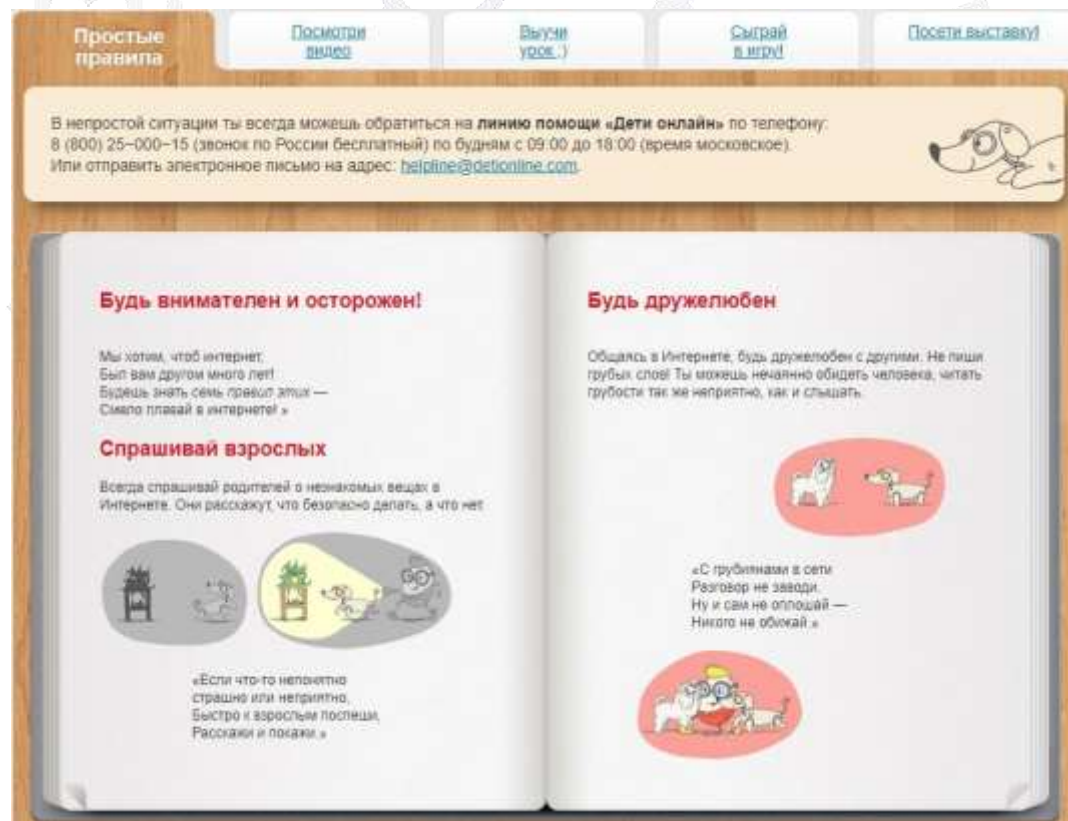 Простые
правила
Посмотри
видео
Выучи
урок ;)
Сыграй
в игру!
Посети выставку!
В непростой ситуации ты всегда можешь обратиться на линию помощи «Дети онлайн» по телефону:
8 (800) 25–000–15 (звонок по России бесплатный) по будням с 09:00 до 18:00 (время московское).
Или отправить электронное письмо на адрес: helpline@detionline.com.
Будь внимателен и осторожен!
Мы хотим, чтоб интернет,
Был вам другом много лет!
Будешь знать семь правил этих —
Смело плавай в интернете! »
Спрашивай взрослых
Всегда спрашивай родителей о незнакомых вещах в
Интернете. Они расскажут, что безопасно делать, а что нет
«Если что-то непонятно
страшно или неприятно,
Быстро к взрослым поспеши,
Расскажи и покажи.»
Будь дружелюбен
Общаясь в Интернете, будь дружелюбен с другими. Не пиши
грубых слов! Ты можешь нечаянно обидеть человека, читать
грубости так же неприятно, как и слышать.
«С грубиянами в сети
Разговор не заводи.
Ну и сам не оплошай —
Никого не обижай.»